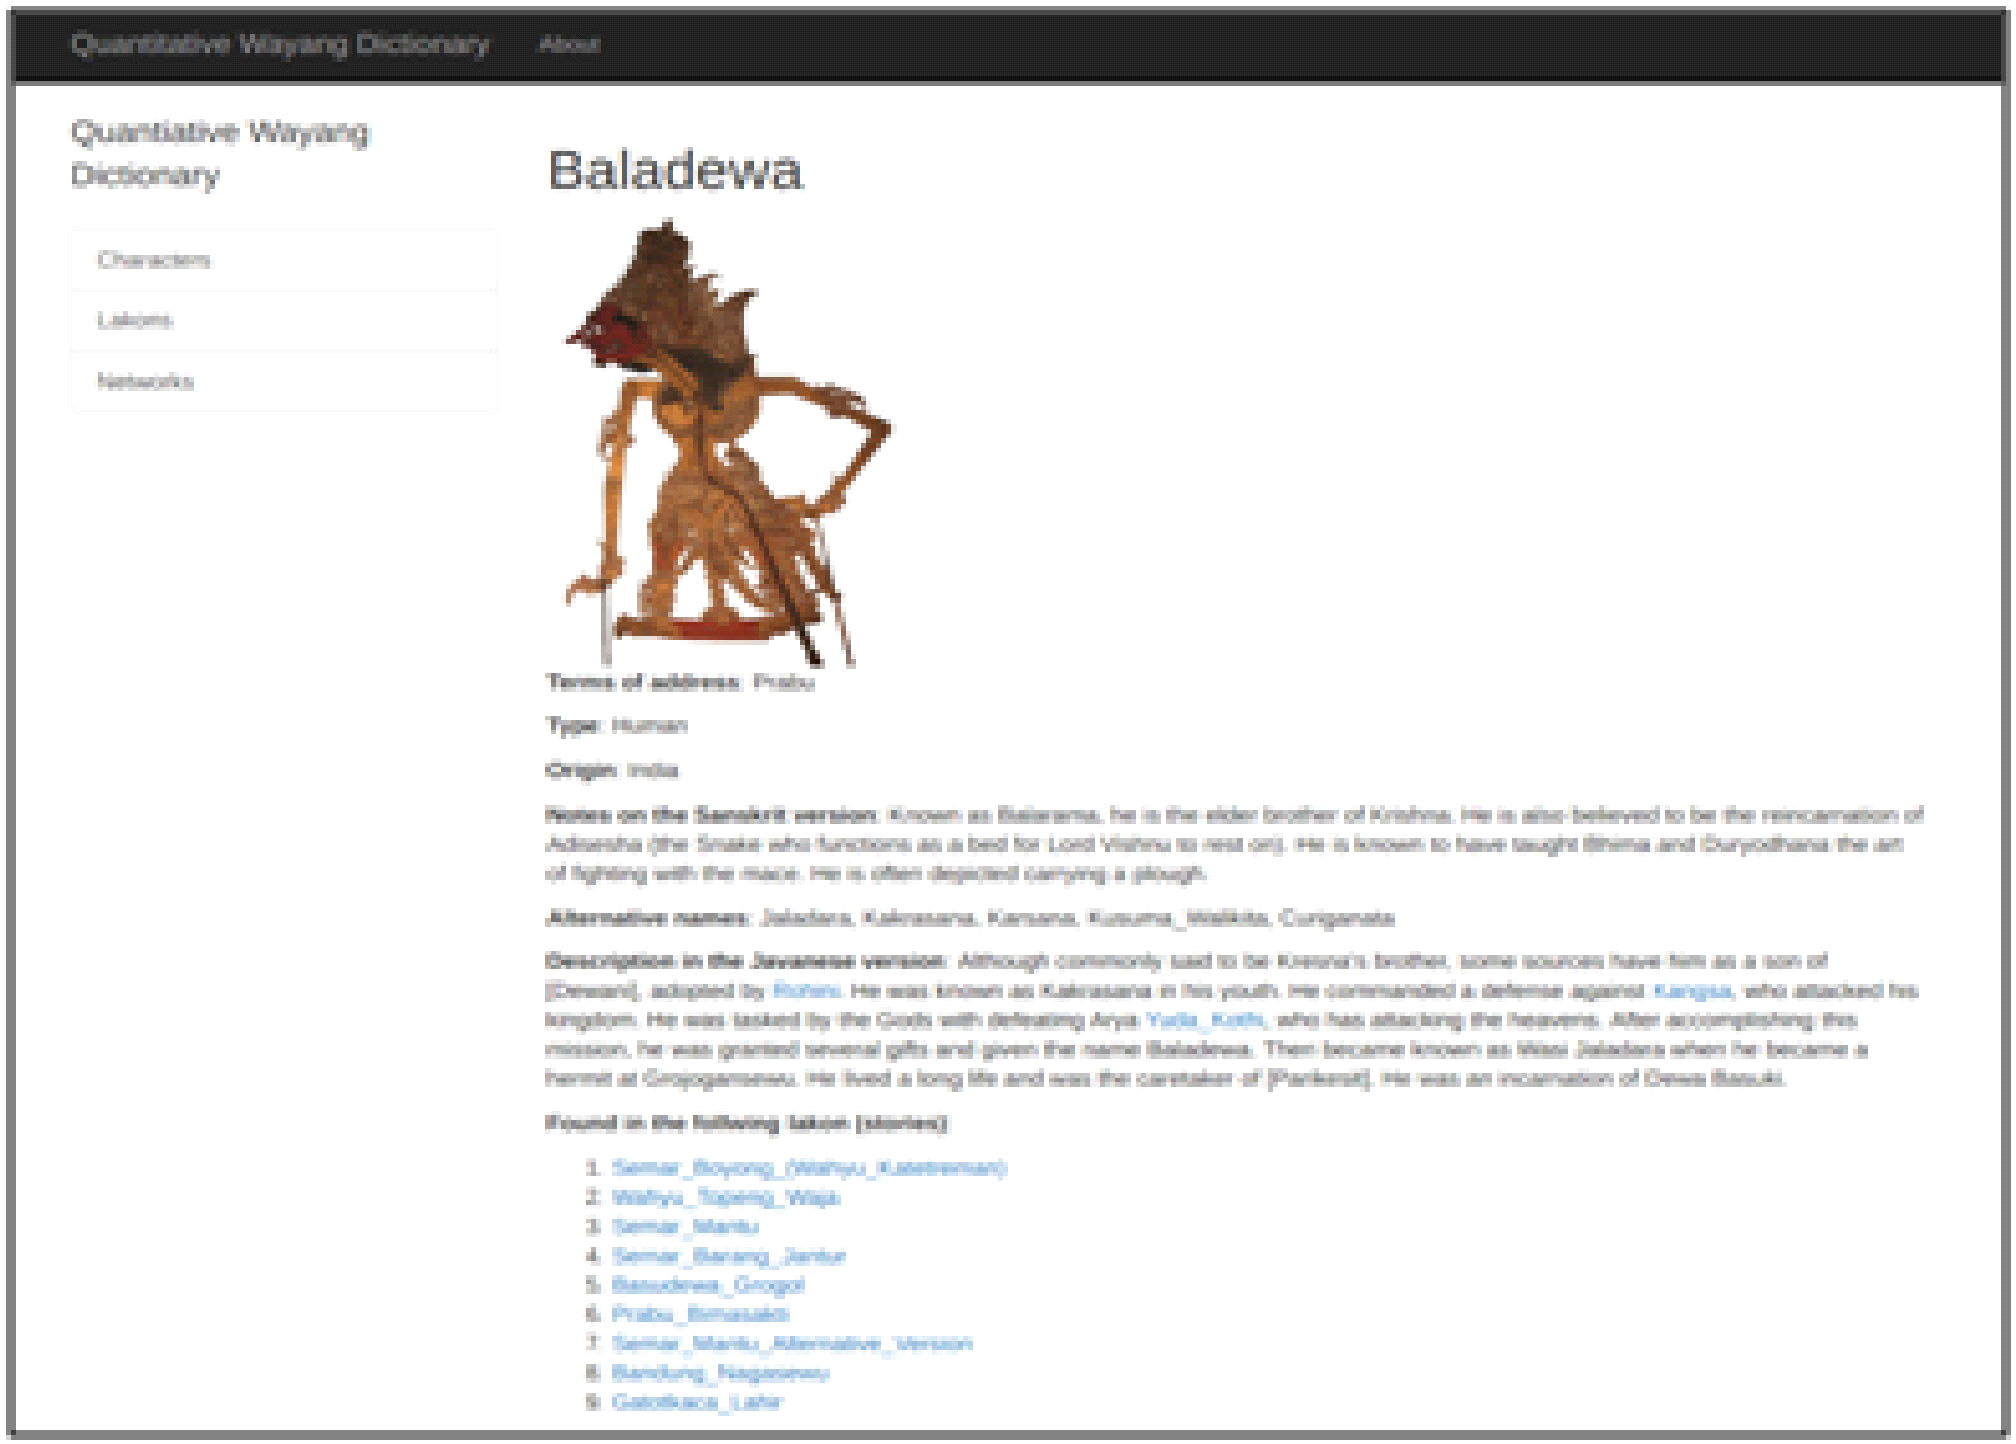 Quantitative Wayang Dictionary About
Quantiative Wayang
Dictionary
Characters
Lakons
Networks
Baladewa
Terms of address: Prabu
Type: Human
Origin: India
Notes on the Sanskrit version: Known as Balarama, he is the elder brother of Krishna. He is also believed to be the reincarnation of
Adisesha (the Snake who functions as a bed for Lord Vishnu to rest on). He is known to have taught Bhima and Duryodhana the art
of fighting with the mace. He is often depicted carrying a plough.
Alternative names: Jaladara, Kakrasana, Karsana, Kusuma_Walikita, Curiganata
Description in the Javanese version: Although commonly said to be Kresna's brother, some sources have him as a son of
[Dewani], adopted by Rohini. He was known as Kakrasana in his youth. He commanded a defense against Kangsa, who attacked his
kingdom. He was tasked by the Gods with defeating Arya Yuda_Kothi, who has attacking the heavens. After accomplishing this
mission, he was granted several gifts and given the name Baladewa. Then became known as Wasi Jaladara when he became a
hermit at Grojogansewu. He lived a long life and was the caretaker of [Parikesit]. He was an incarnation of Dewa Basuki.
Found in the follwing lakon (stories)
1. Semar_Boyong_(Wahyu_Katetreman)
2. Wahyu_Topeng_Waja
3. Semar_Mantu
4. Semar_Barang_Jantur
5. Basudewa_Grogol
6. Prabu_Bimasakti
7. Semar_Mantu_Alternative_Version
8. Bandung_Nagasewu
9. Gatotkaca_Lahir